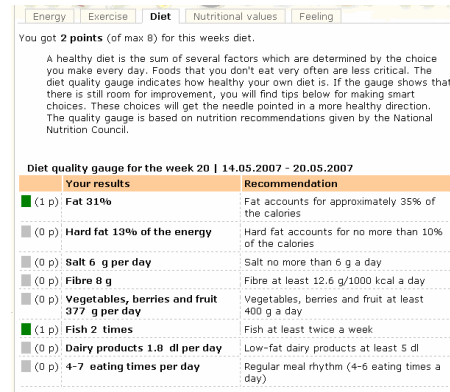 Energy Exercise Diet Nutritional values Feeling
You got 2 points (of max 8) for this weeks diet.
A healthy diet is the sum of several factors which are determined by the choice
you make every day. Foods that you don't eat very often are less critical. The
diet quality gauge indicates how healthy your own diet is. If the gauge shows that
there is still room for improvement, you will find tips below for making smart
choices. These choices will get the needle pointed in a more healthy direction.
The quality gauge is based on nutrition recommendations given by the National
Nutrition Council.
Diet quality gauge for the week 20 | 14.05.2007 - 20.05.2007
Your results Recommendation
(1 p) Fat 31% Fat accounts for approximately 35% of
the calories
(0 p) Hard fat 13% of the energy Hard fat accounts for no more than 10%
of the calories
(0 p) Salt 6 g per day Salt no more than 6 g a day
(0 p) Fibre 8 g Fibre at least 12.6 g/1000 kcal a day
(0 p) Vegetables, berries and fruit Vegetables, berries and fruit at least
377 g per day 400 g a day
(1 p) Fish 2 times Fish at least twice a week
(0 p) Dairy products 1.8 dl per day Low-fat dairy products at least 5 dl
(0 p) 4-7 eating times per day Regular meal rhythm (4-6 eating times a
day)